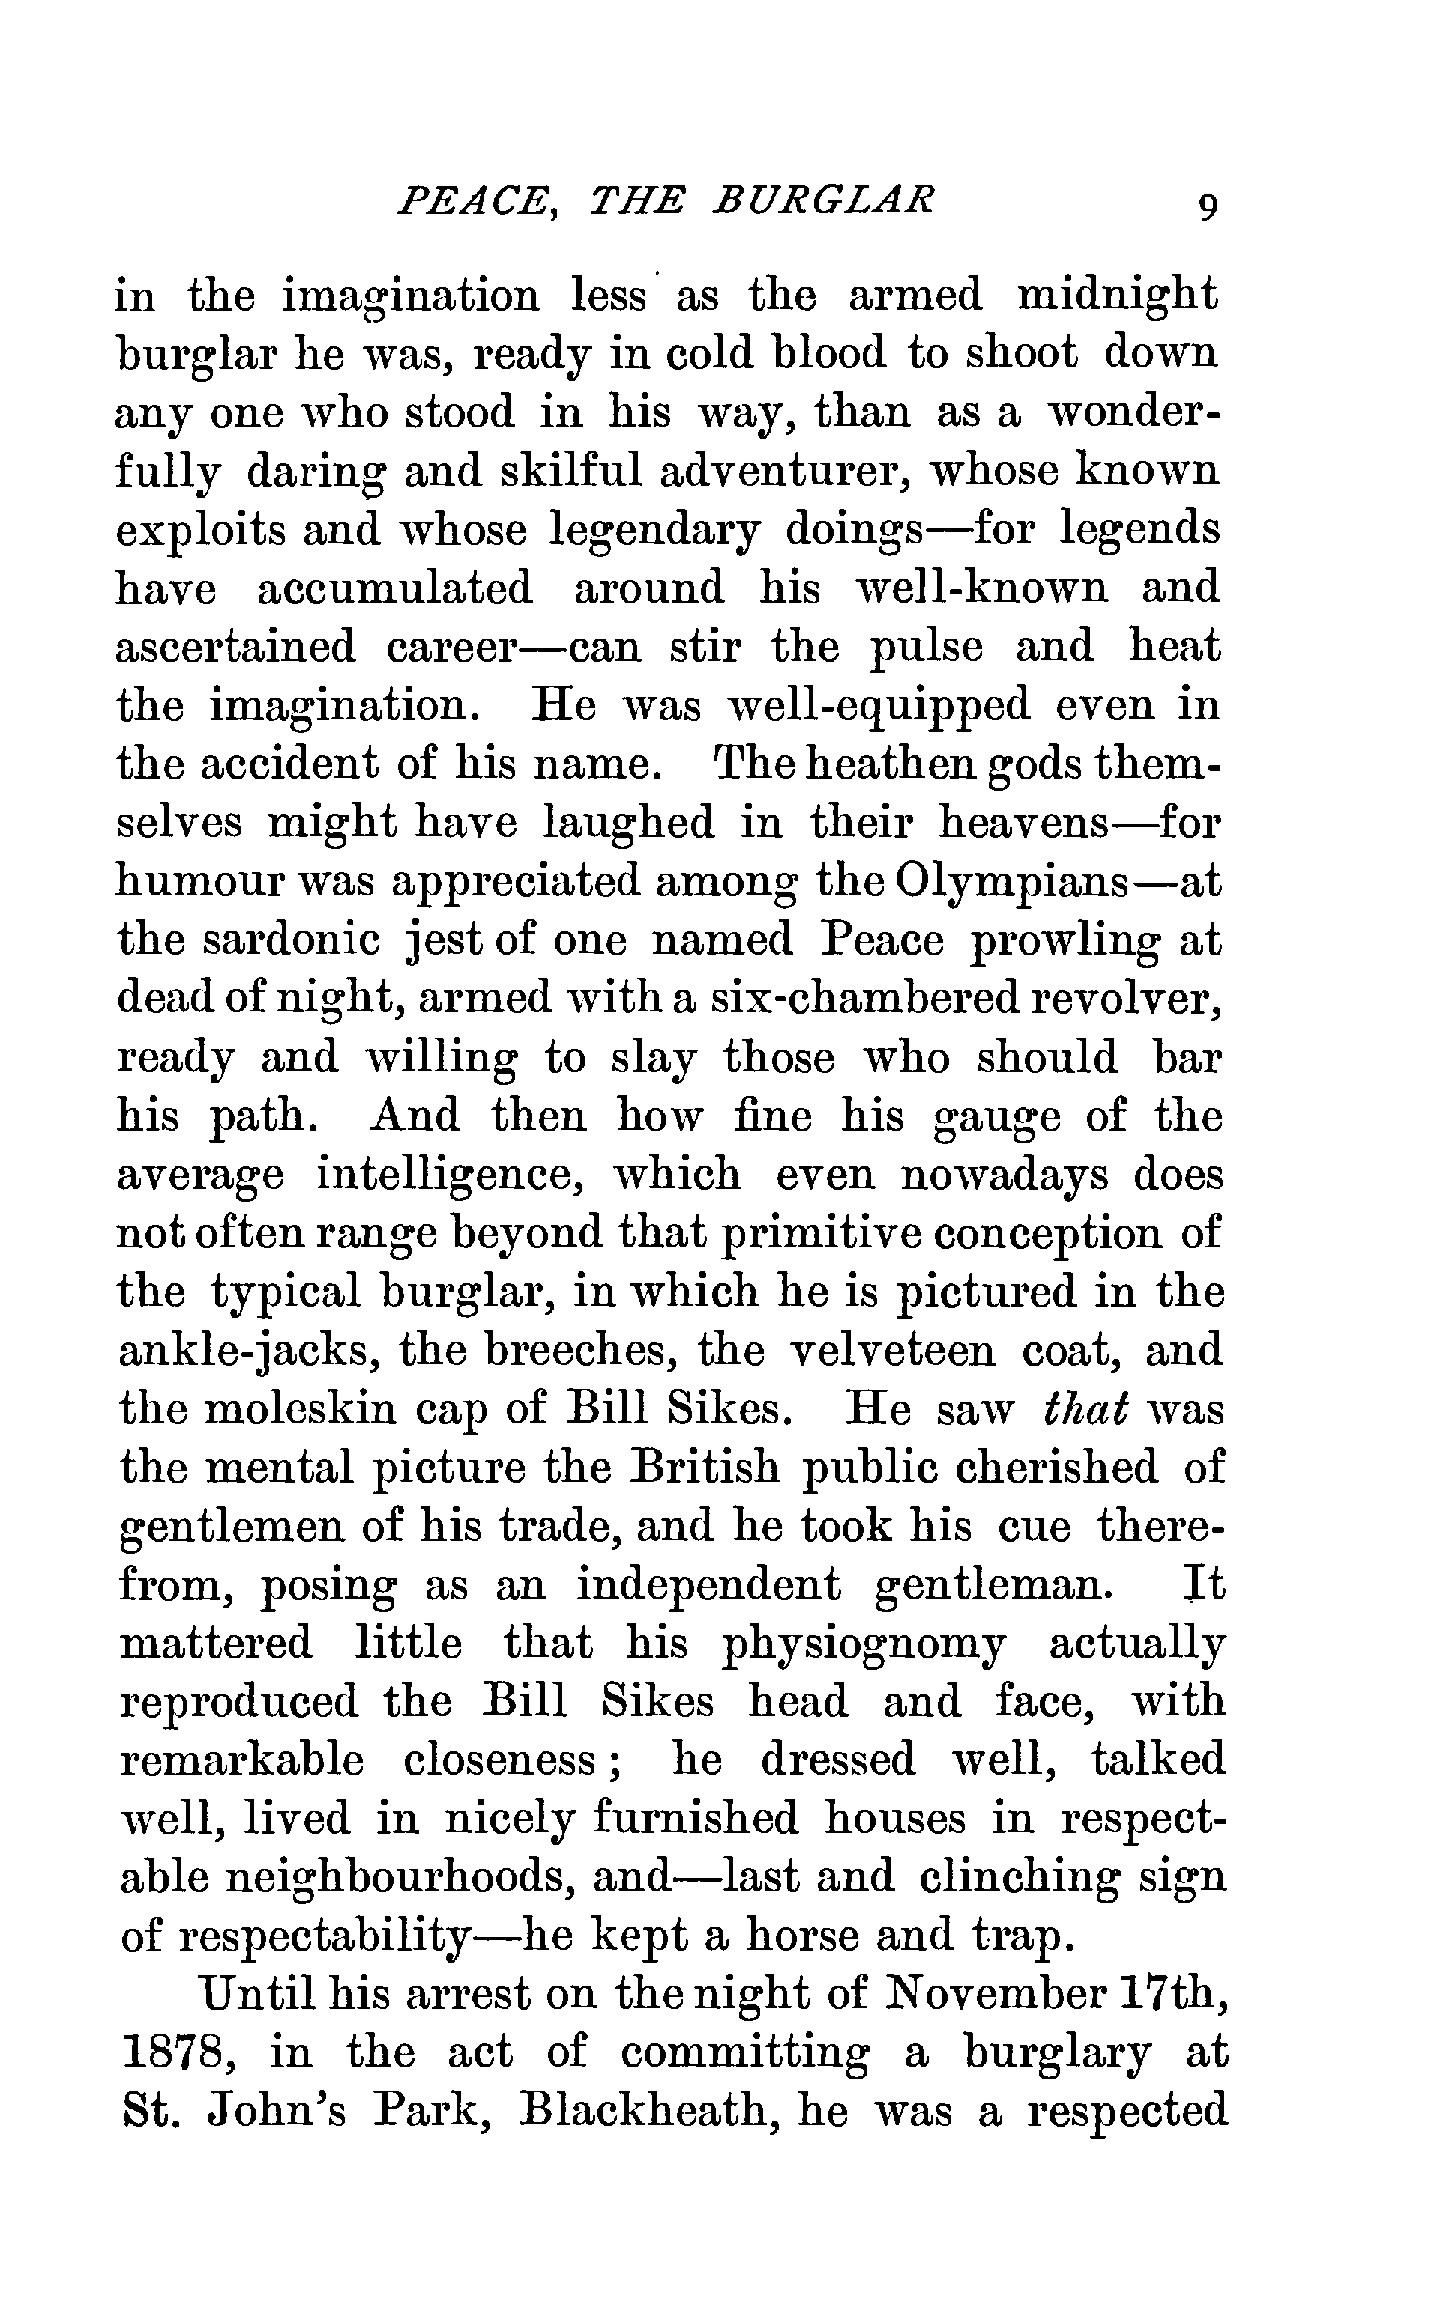 PEACE, THE BURGLAR 9
in the imagination less as the armed midnight
burglar he was, ready in cold blood to shoot down
any one who stood in his way, than as a wonder-
fully daring and skilful adventurer, whose known
exploits and whose legendary doings—for legends
have accumulated around his well-known and
ascertained career—can stir the pulse and heat
the imagination. He was well-equipped even in
the accident of his name. The heathen gods them-
selves might have laughed in their heavens—for
humour was appreciated among the Olympians—at
the sardonic jest of one named Peace prowling at
dead of night, armed with a six-chambered revolver,
ready and willing to slay those who should bar
his path. And then how fine his gauge of the
average intelligence, which even nowadays does
not often range beyond that primitive conception of
the typical burglar, in which he is pictured in the
ankle-jacks, the breeches, the velveteen coat, and
the moleskin cap of Bill Sikes. He saw that was
the mental picture the British public cherished of
gentlemen of his trade, and he took his cue there-
from, posing as an independent gentleman. It
mattered little that his physiognomy actually
reproduced the Bill Sikes head and face, with
remarkable closeness ; he dressed well, talked
well, lived in nicely furnished houses in respect-
able neighbourhoods, and—last and clinching sign
of respectability—he kept a horse and trap.
Until his arrest on the night of November 17th,
1878, in the act of committing a burglary at
St. John's Park, Blackheath, he was a respected